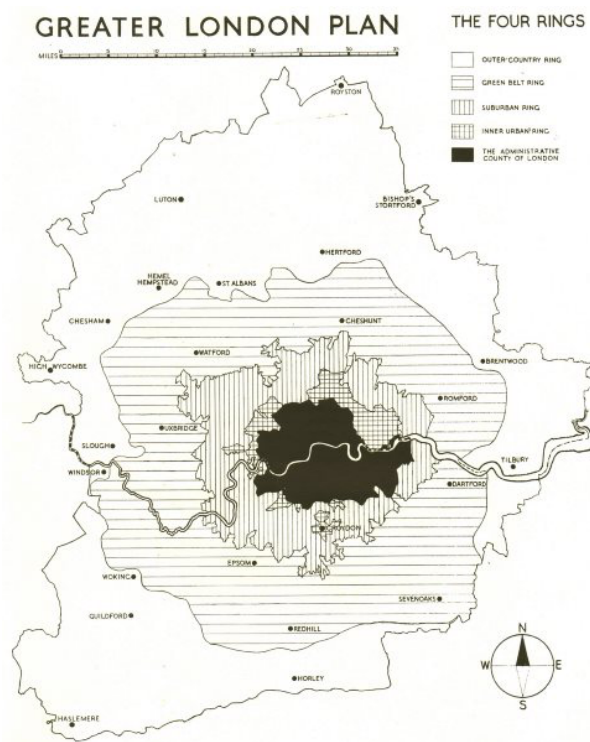 GREATER LONDON PLAN
MILES
THE FOUR RINGS
OUTER COUNTRY RING
GREEN BELT RING
SUBURBAN RING
INNER URBAN RING
THE ADMINISTRATIVE
COUNTY OF LONDON
ROYSTON
LUTON
BISHOP'S
STORTFORD
HERTFORD
HEMEL
HEMPSTEAD
ST ALBANS
CHESHAM
CHESHUNT
WATFORD
HIGH WYCOMBE
BRENTWOOD
ROMFORD
UXBRIDGE
SLOUGH
WINDSOR
TILBURY
DARTFORD
CROYDON
EPSOM
WOKING
SEVENOAKS
GUILDFORD
REDHILL
HORLEY
HASLEMERE
N
W E
S